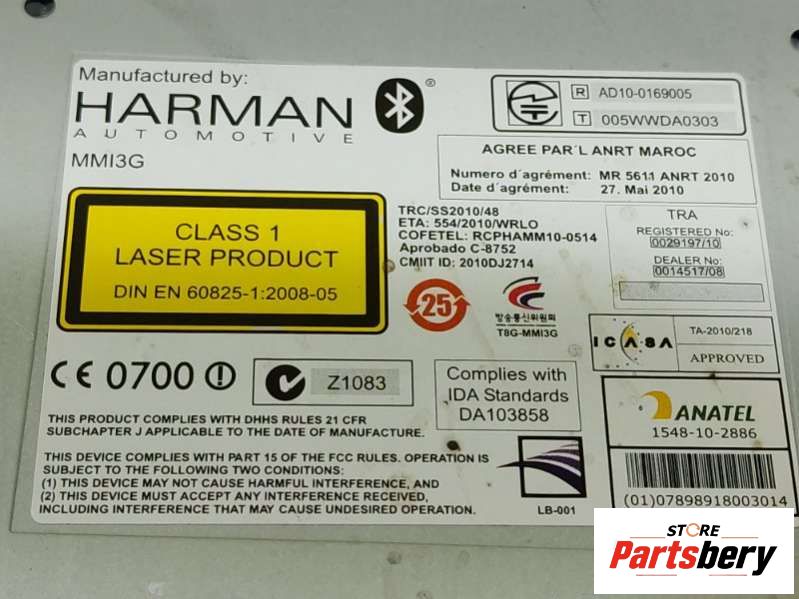 Manufactured by:
HARMAN
AUTOMOTIVE
MMI3G
®
R AD10-0169005
T 005WWDA0303
AGREE PAR´L ANRT MAROC
Numero d´agrément: MR 5611 ANRT 2010
Date d´agrément: 27. Mai 2010
CLASS 1
LASER PRODUCT
DIN EN 60825-1:2008-05
TRC/SS2010/48
ETA: 554/2010/WRLO
COFETEL: RCPHAMM10-0514
Aprobado C-8752
CMIIT ID: 2010DJ2714
TRA
REGISTERED No:
0029197/10
DEALER No:
0014517/08
25
방송통신위원회
T8G-MMI3G
ICASA
TA-2010/218
APPROVED
CE 0700
Z1083
Complies with
IDA Standards
DA103858
ANATEL
1548-10-2886
(01)07898918003014
THIS PRODUCT COMPLIES WITH DHHS RULES 21 CFR
SUBCHAPTER J APPLICABLE TO THE DATE OF MANUFACTURE.
THIS DEVICE COMPLIES WITH PART 15 OF THE FCC RULES. OPERATION IS
SUBJECT TO THE FOLLOWING TWO CONDITIONS:
(1) THIS DEVICE MAY NOT CAUSE HARMFUL INTERFERENCE, AND
(2) THIS DEVICE MUST ACCEPT ANY INTERFERENCE RECEIVED,
INCLUDING INTERFERENCE THAT MAY CAUSE UNDESIRED OPERATION.
LB-001
STORE
Partsbery